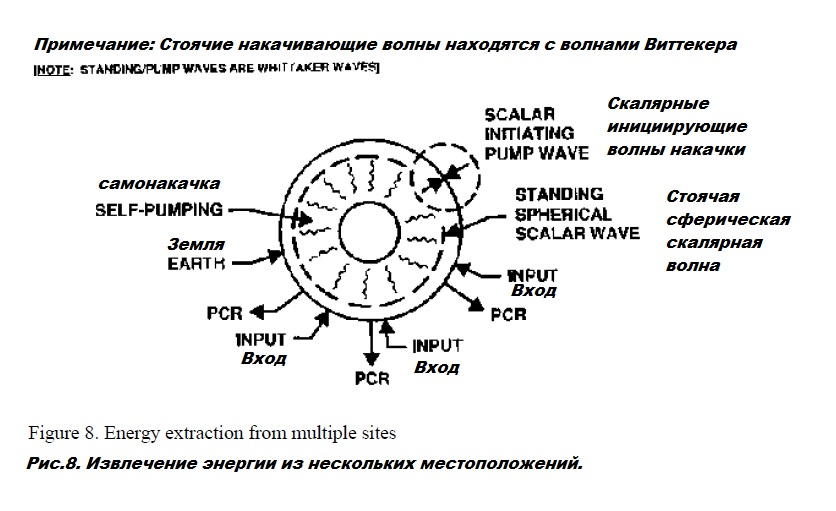 Примечание: Стоячие накачивающие волны находятся с волнами Виттекера
[NOTE: STANDING/PUMP WAVES ARE WHITTAKER WAVES]
SCALAR
INITIATING
PUMP WAVE
Скалярные
инициирующие
волны накачки
самонакачка
SELF-PUMPING
STANDING
SPHERICAL
SCALAR WAVE
Стоячая
сферическая
скалярная
волна
Земля
EARTH
INPUT
Вход
PCR
PCR
INPUT
Вход
INPUT
Вход
PCR
Figure 8. Energy extraction from multiple sites
Рис.8. Извлечение энергии из нескольких местоположений.